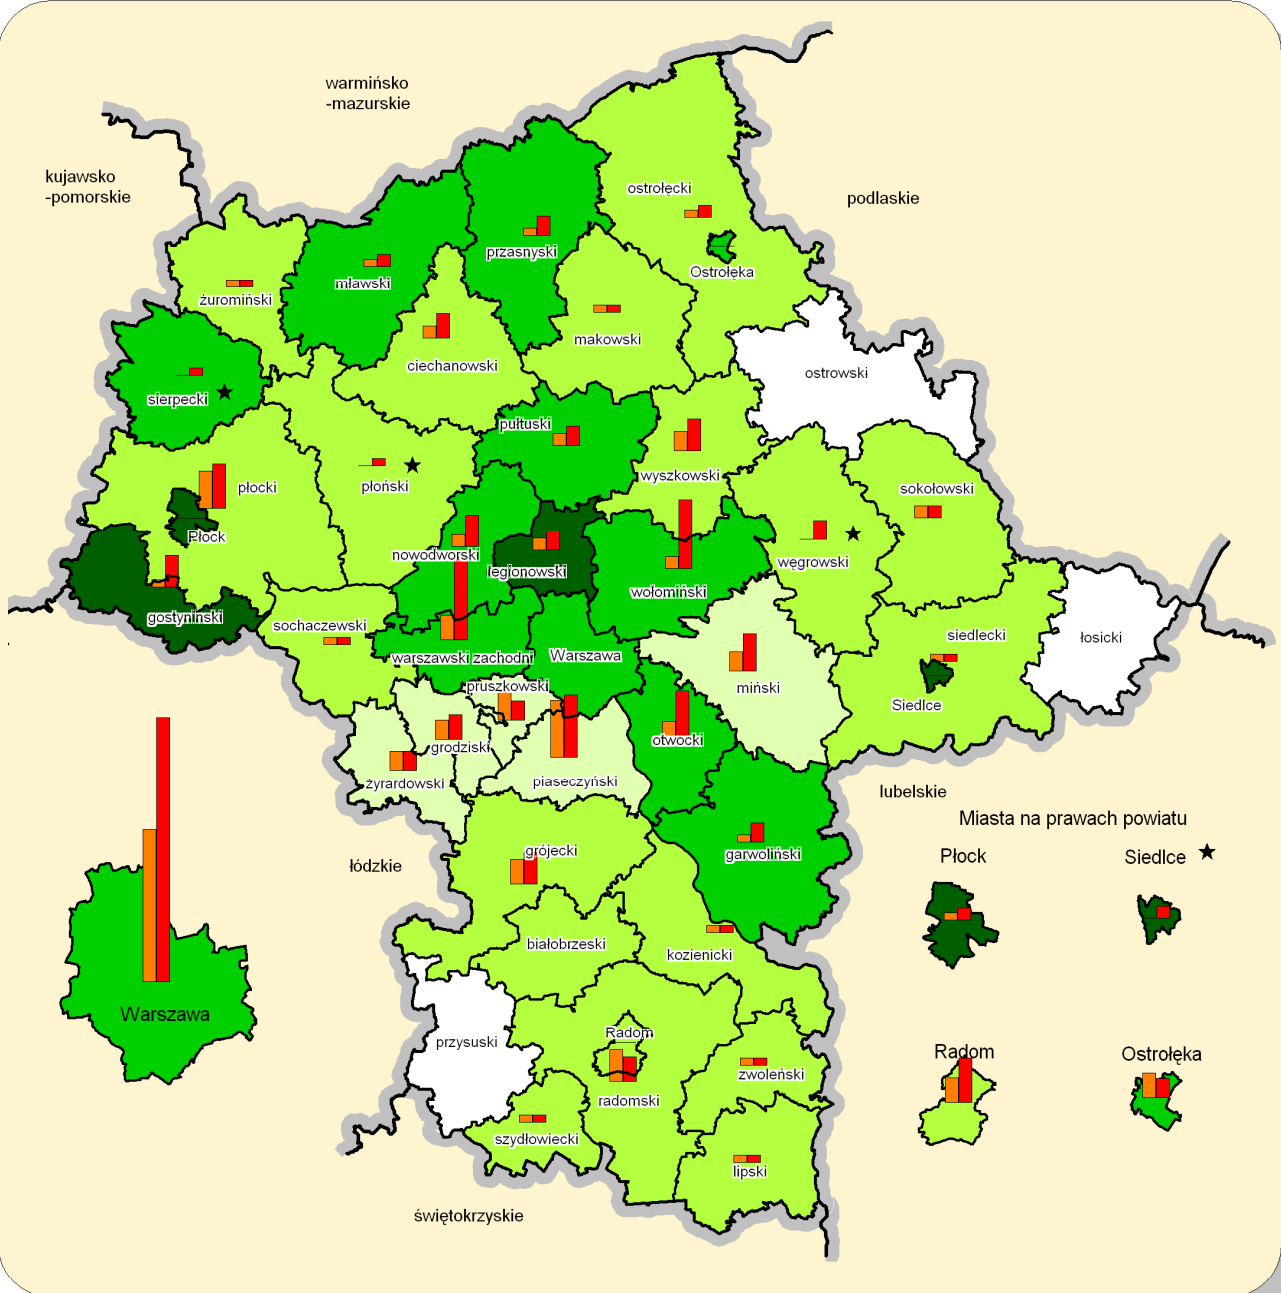 warmińsko
-mazurskie
kujawsko
-pomorskie
podlaskie
ostrołęcki
przasnyski
Ostrołęka
mławski
żuromiński
makowski
ciechanowski
ostrowski
sierpecki
pułtuski
wyszkowski
płocki
płoński
sokołowski
Płock
nowodworski
legionowski
węgrowski
wołomiński
gostyniński
sochaczewski
siedlecki
łosicki
warszawski zachodni
Warszawa
miński
pruszkowski
Siedlce
grodziski
otwocki
żyrardowski
piaseczyński
lubelskie
Miasta na prawach powiatu
grójecki
garwoliński
Płock
Siedlce
łódzkie
białobrzeski
kozienicki
Warszawa
Radom
przysuski
Radom
Ostrołęka
zwoleński
radomski
szydłowiecki
lipski
świętokrzyskie